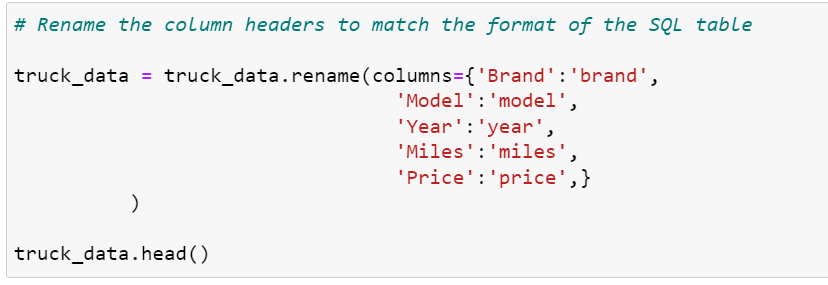 # Rename the column headers to match the format of the SQL table
truck_data = truck_data.rename(columns={'Brand':'brand',
'Model':'model',
'Year':'year',
'Miles':'miles',
'Price':'price',}
)
truck_data.head()